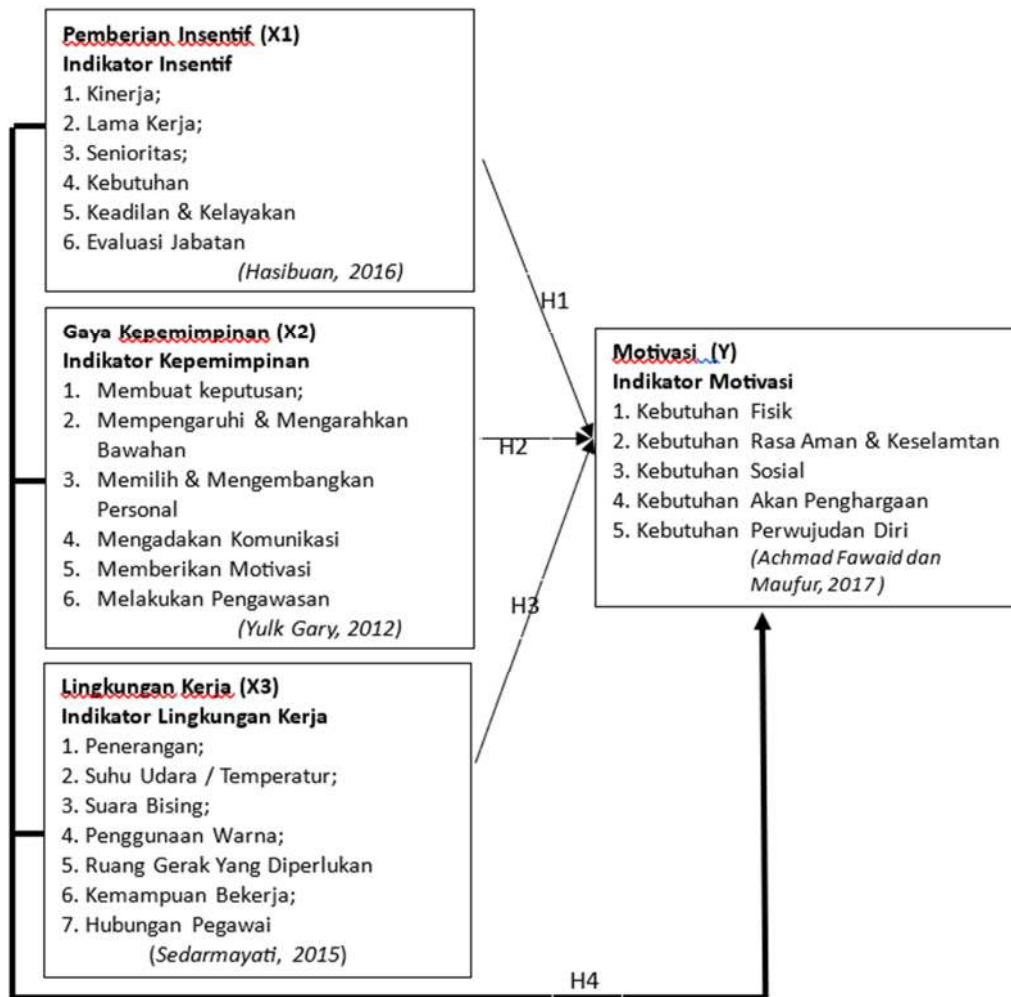 Pemberian Insentif (X1)
Indikator Insentif
1. Kinerja;
2. Lama Kerja;
3. Senioritas;
4. Kebutuhan
5. Keadilan & Kelayakan
6. Evaluasi Jabatan
(Hasibuan, 2016)
H1
Gaya Kepemimpinan (X2)
Indikator Kepemimpinan
1. Membuat keputusan;
2. Mempengaruhi & Mengarahkan
Bawahan
3. Memilih & Mengembangkan
Personal
4. Mengadakan Komunikasi
5. Memberikan Motivasi
6. Melakukan Pengawasan
(Yulk Gary, 2012)
H2
H3
Motivasi (Y)
Indikator Motivasi
1. Kebutuhan Fisik
2. Kebutuhan Rasa Aman & Keselamtan
3. Kebutuhan Sosial
4. Kebutuhan Akan Penghargaan
5. Kebutuhan Perwujudan Diri
(Achmad Fawaid dan
Maufur, 2017 )
Lingkungan Kerja (X3)
Indikator Lingkungan Kerja
1. Penerangan;
2. Suhu Udara / Temperatur;
3. Suara Bising;
4. Penggunaan Warna;
5. Ruang Gerak Yang Diperlukan
6. Kemampuan Bekerja;
7. Hubungan Pegawai
(Sedarmayati, 2015)
H4